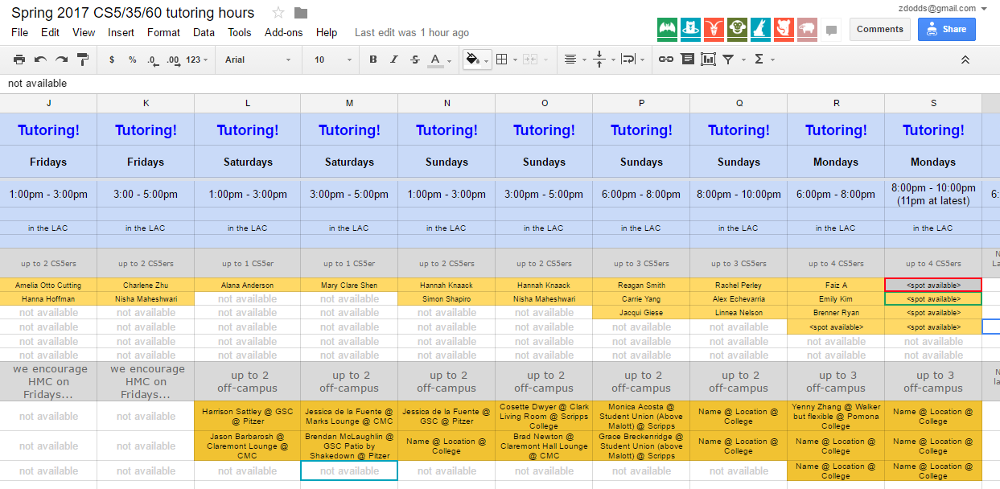 Spring 2017 CS5/35/60 tutoring hours
zdodds@gmail.com
File Edit View Insert Format Data Tools Add-ons Help Last edit was 1 hour ago
Comments Share
$ % .0 .00 123 Arial 10 B I S A Σ
not available
J K L M N O P Q R S
Tutoring! Tutoring! Tutoring! Tutoring! Tutoring! Tutoring! Tutoring! Tutoring! Tutoring! Tutoring!
Fridays Fridays Saturdays Saturdays Sundays Sundays Sundays Sundays Mondays Mondays
1:00pm - 3:00pm 3:00 - 5:00pm 1:00pm - 3:00pm 3:00pm - 5:00pm 1:00pm - 3:00pm 3:00pm - 5:00pm 6:00pm - 8:00pm 8:00pm - 10:00pm 6:00pm - 8:00pm 8:00pm - 10:00pm (11pm at latest) 6:
in the LAC in the LAC in the LAC in the LAC in the LAC in the LAC in the LAC in the LAC in the LAC in the LAC
up to 2 CS5ers up to 2 CS5ers up to 1 CS5er up to 1 CS5er up to 2 CS5ers up to 2 CS5ers up to 3 CS5ers up to 3 CS5ers up to 4 CS5ers up to 4 CS5ers
Amelia Otto Cutting Charlene Zhu Alana Anderson Mary Clare Shen Hannah Knaack Hannah Knaack Reagan Smith Rachel Perley Faiz A <spot available>
Hanna Hoffman Nisha Maheshwari not available not available Simon Shapiro Nisha Maheshwari Carrie Yang Alex Echevarria Emily Kim <spot available>
not available not available not available not available not available not available Jacqui Giese Linnea Nelson Brenner Ryan <spot available>
not available not available not available not available not available not available not available not available <spot available> <spot available>
not available not available not available not available not available not available not available not available not available not available
not available not available not available not available not available not available not available not available not available not available
we encourage HMC on Fridays... we encourage HMC on Fridays... up to 2 off-campus up to 2 off-campus up to 2 off-campus up to 2 off-campus up to 2 off-campus up to 2 off-campus up to 3 off-campus up to 3 off-campus
not available not available Harrison Sattley @ GSC @ Pitzer Jessica de la Fuente @ Marks Lounge @ CMC Jessica de la Fuente @ GSC @ Pitzer Cosette Dwyer @ Clark Living Room @ Scripps College Monica Acosta @ Student Union (Above Malott) @ Scripps Name @ Location @ College Yenny Zhang @ Walker but flexible @ Pomona College Name @ Location @ College
not available not available Jason Barbarosh @ Claremont Lounge @ CMC Brendan McLaughlin @ GSC Patio by Shakedown @ Pitzer Name @ Location @ College Brad Newton @ Claremont Hall Lounge @ CMC Grace Breckenridge @ Student Union (above Malott) @ Scripps Name @ Location @ College Name @ Location @ College Name @ Location @ College
not available not available not available not available not available not available not available not available Name @ Location @ College Name @ Location @ College